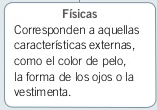 Físicas
Corresponden a aquellas
características externas,
como el color de pelo,
la forma de los ojos o la
vestimenta.